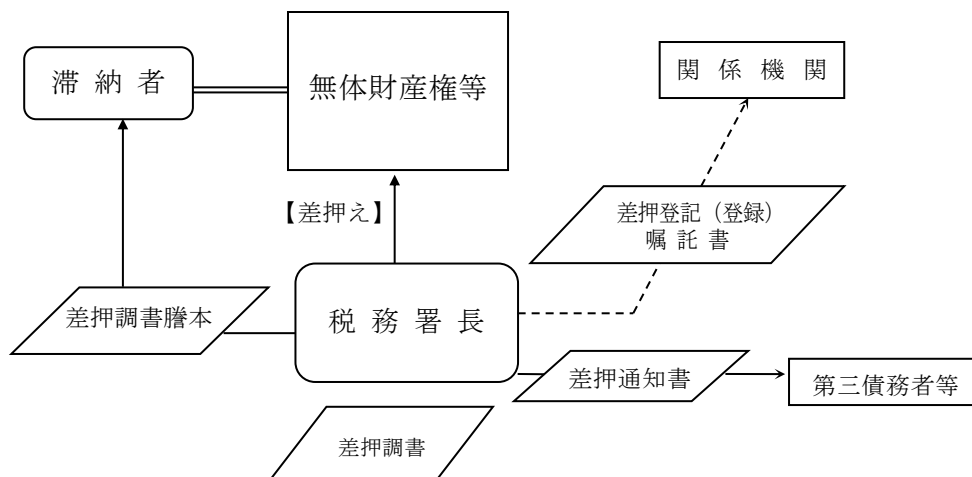 滞 納 者
無体財産権等
関 係 機 関
【差押え】
差押登記（登録）
嘱 託 書
差押調書謄本
税 務 署 長
差押通知書
第三債務者等
差押調書